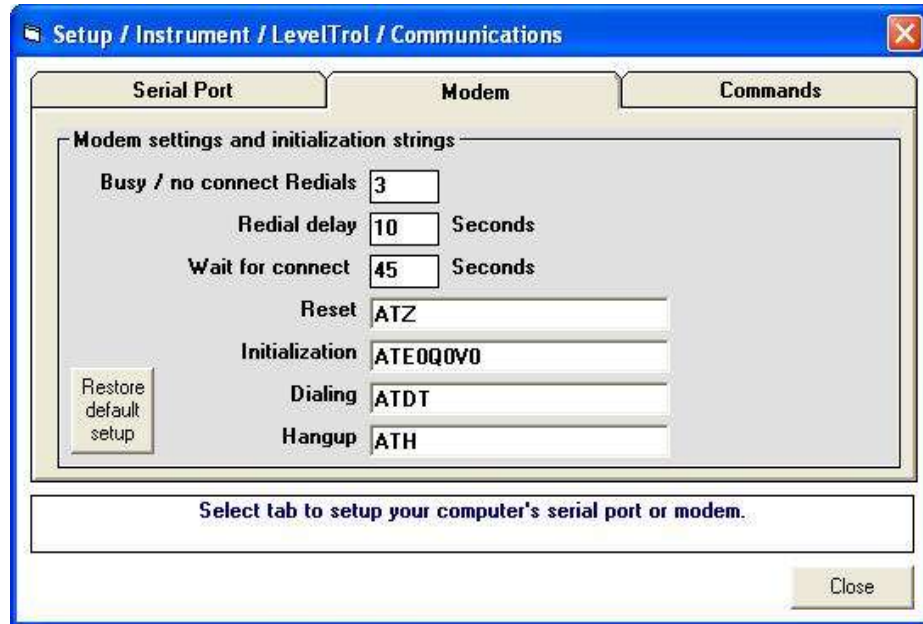 Setup / Instrument / LevelTrol / Communications
Serial Port Modem Commands
Modem settings and initialization strings
Busy / no connect Redials 3
Redial delay 10 Seconds
Wait for connect 45 Seconds
Reset ATZ
Initialization ATE0Q0V0
Dialing ATDT
Hangup ATH
Restore
default
setup
Select tab to setup your computer's serial port or modem.
Close